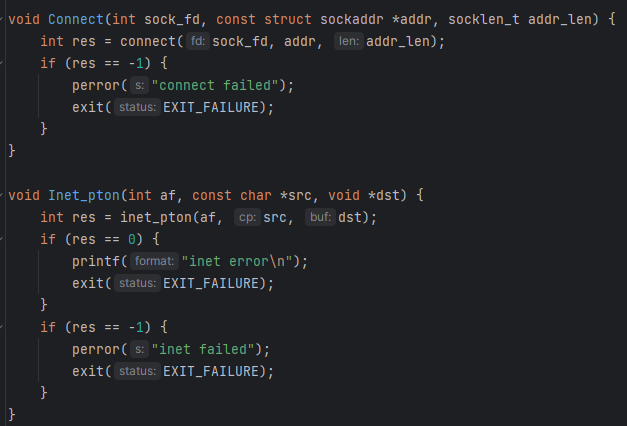 void Connect(int sock_fd, const struct sockaddr *addr, socklen_t addr_len) {
    int res = connect( fd: sock_fd, addr, len: addr_len);
    if (res == -1) {
        perror( s: "connect failed");
        exit( status: EXIT_FAILURE);
    }
}

void Inet_pton(int af, const char *src, void *dst) {
    int res = inet_pton(af, cp: src, buf: dst);
    if (res == 0) {
        printf( format: "inet error\n");
        exit( status: EXIT_FAILURE);
    }
    if (res == -1) {
        perror( s: "inet failed");
        exit( status: EXIT_FAILURE);
    }
}